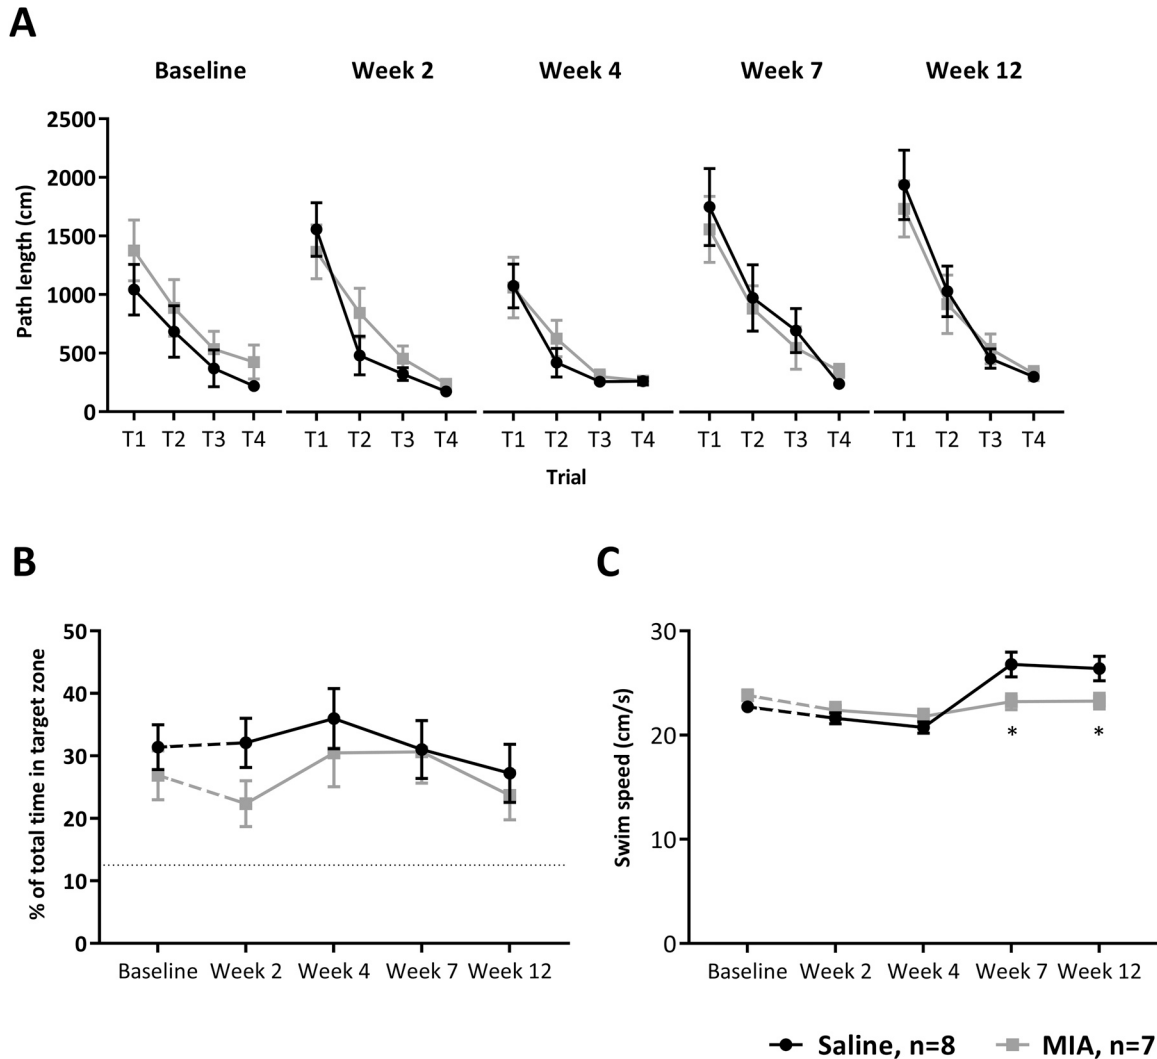 A
Baseline Week 2 Week 4 Week 7 Week 12
Path length (cm)
2500
2000
1500
1000
500
0
T1 T2 T3 T4 T1 T2 T3 T4 T1 T2 T3 T4 T1 T2 T3 T4 T1 T2 T3 T4
Trial
B
% of total time in target zone
50
40
30
20
10
0
Baseline Week 2 Week 4 Week 7 Week 12
C
Swim speed (cm/s)
30
20
10
0
* *
Baseline Week 2 Week 4 Week 7 Week 12
Saline, n=8 MIA, n=7